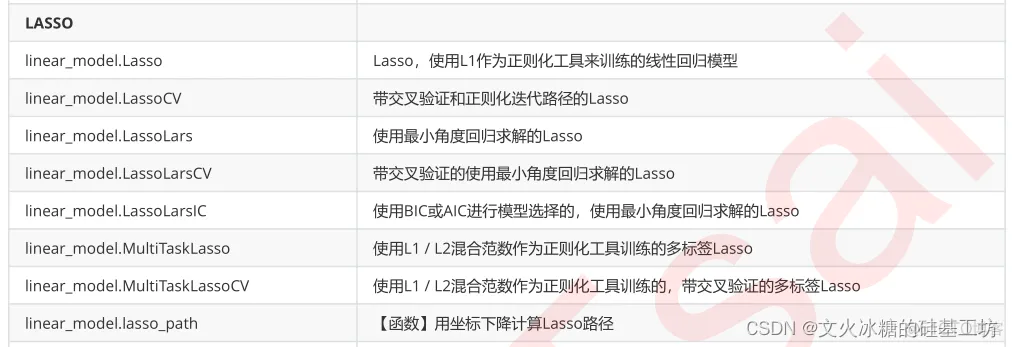 LASSO
linear_model.Lasso Lasso，使用L1作为正则化工具来训练的线性回归模型
linear_model.LassoCV 带交叉验证和正则化迭代路径的Lasso
linear_model.LassoLars 使用最小角度回归求解的Lasso
linear_model.LassoLarsCV 带交叉验证的使用最小角度回归求解的Lasso
linear_model.LassoLarsIC 使用BIC或AIC进行模型选择的，使用最小角度回归求解的Lasso
linear_model.MultiTaskLasso 使用L1 / L2混合范数作为正则化工具训练的多标签Lasso
linear_model.MultiTaskLassoCV 使用L1 / L2混合范数作为正则化工具训练的，带交叉验证的多标签Lasso
linear_model.lasso_path 【函数】用坐标下降计算Lasso路径
CSDN @文火冰糖的硅基工坊